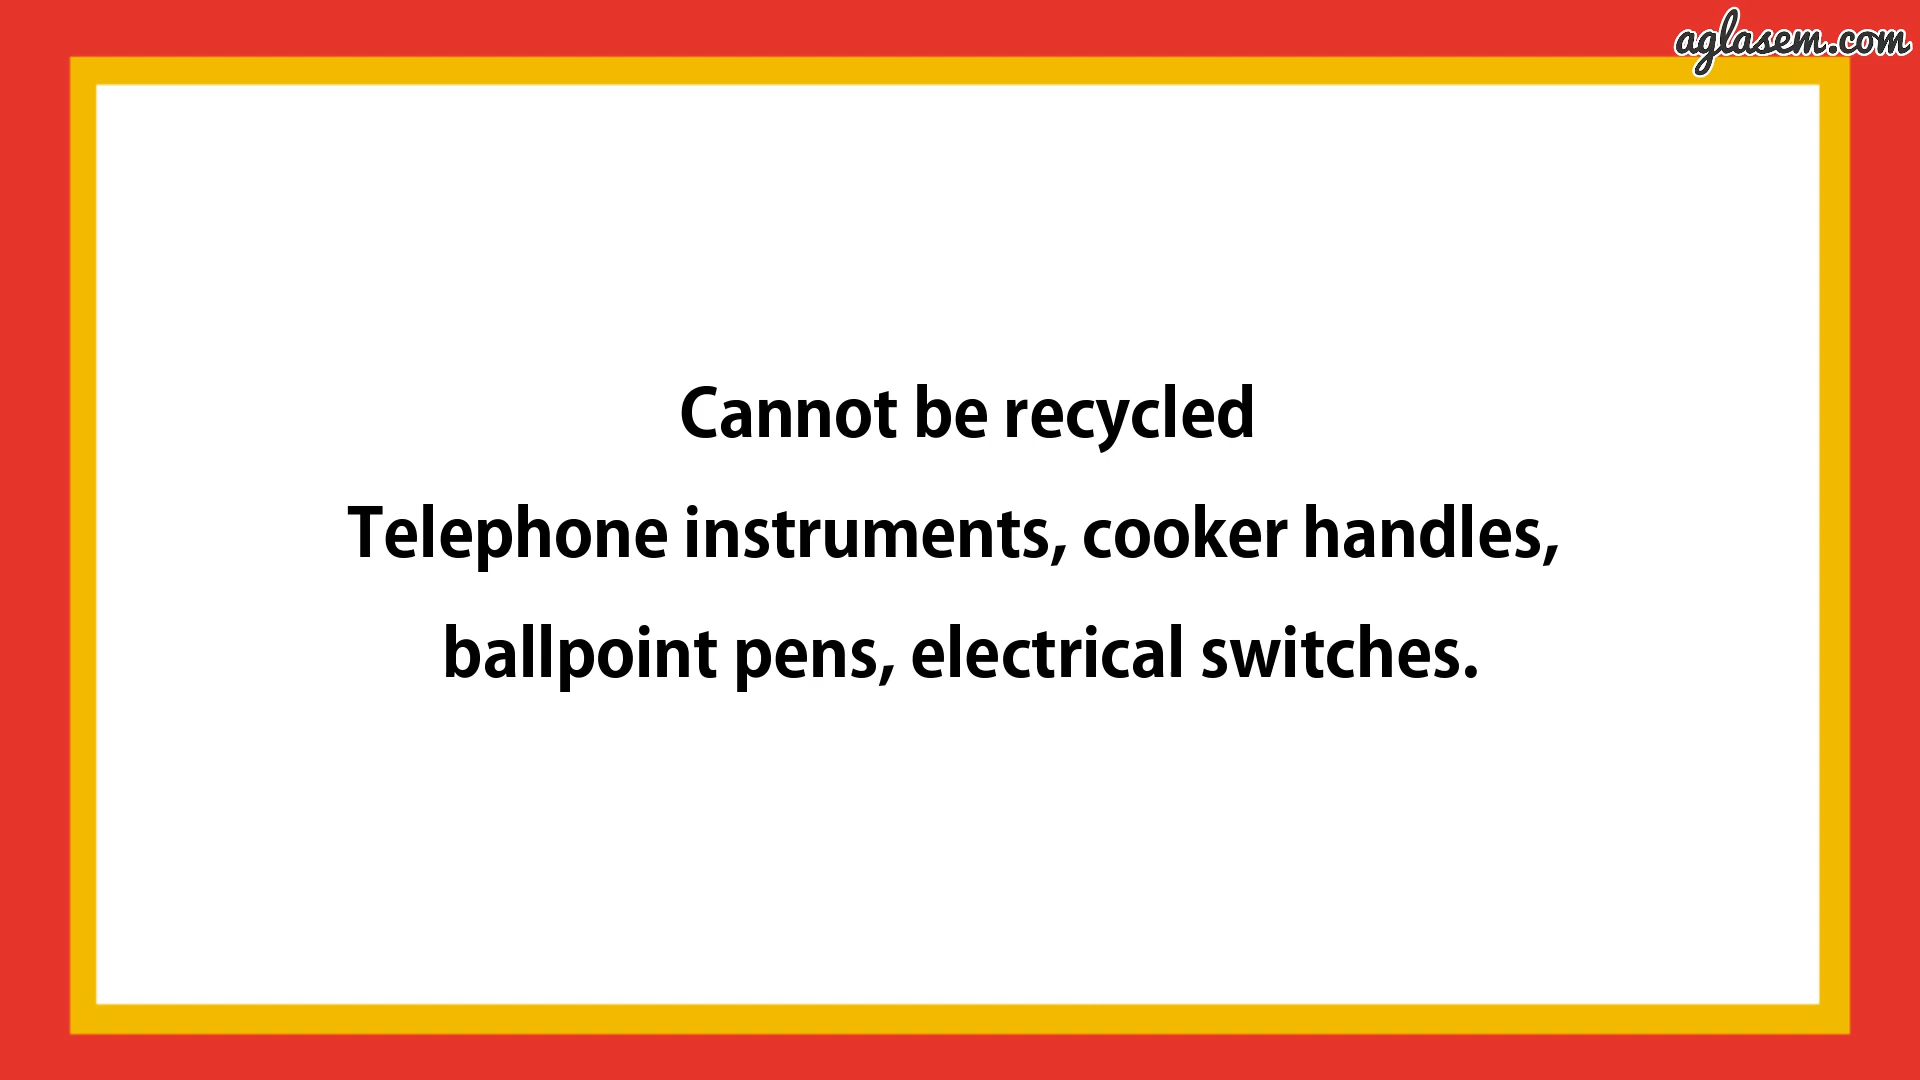 aglasem.com
Cannot be recycled
Telephone instruments, cooker handles,
ballpoint pens, electrical switches.